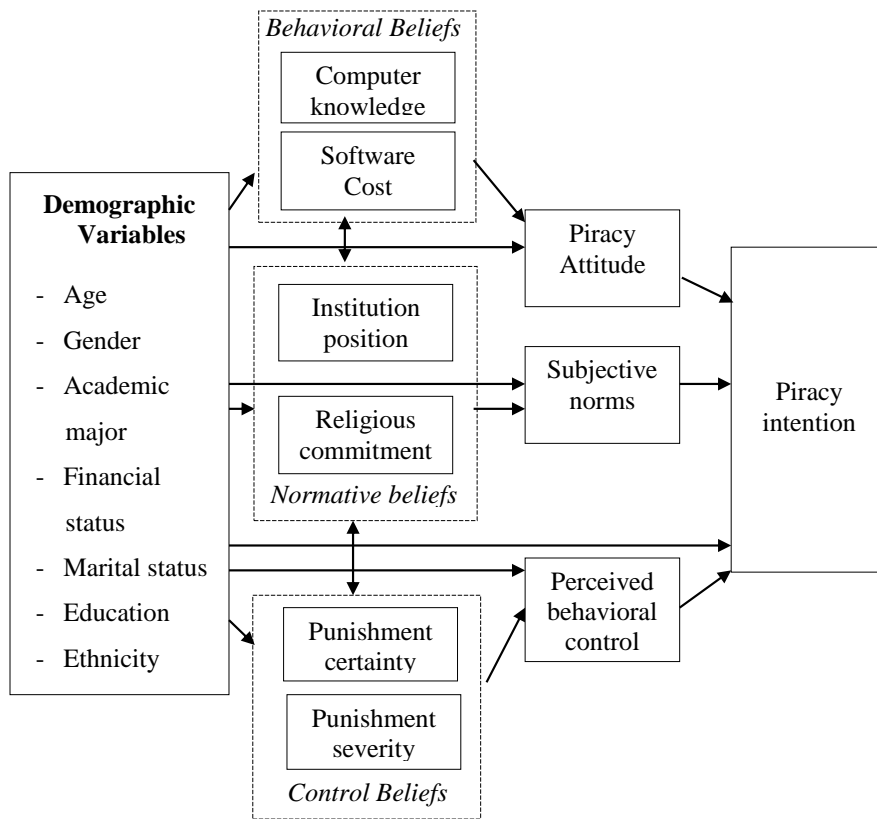 Behavioral Beliefs
Computer
knowledge
Software
Cost
Demographic
Variables
- Age
- Gender
- Academic
major
- Financial
status
- Marital status
- Education
- Ethnicity
Institution
position
Religious
commitment
Normative beliefs
Punishment
certainty
Punishment
severity
Control Beliefs
Piracy
Attitude
Subjective
norms
Perceived
behavioral
control
Piracy
intention